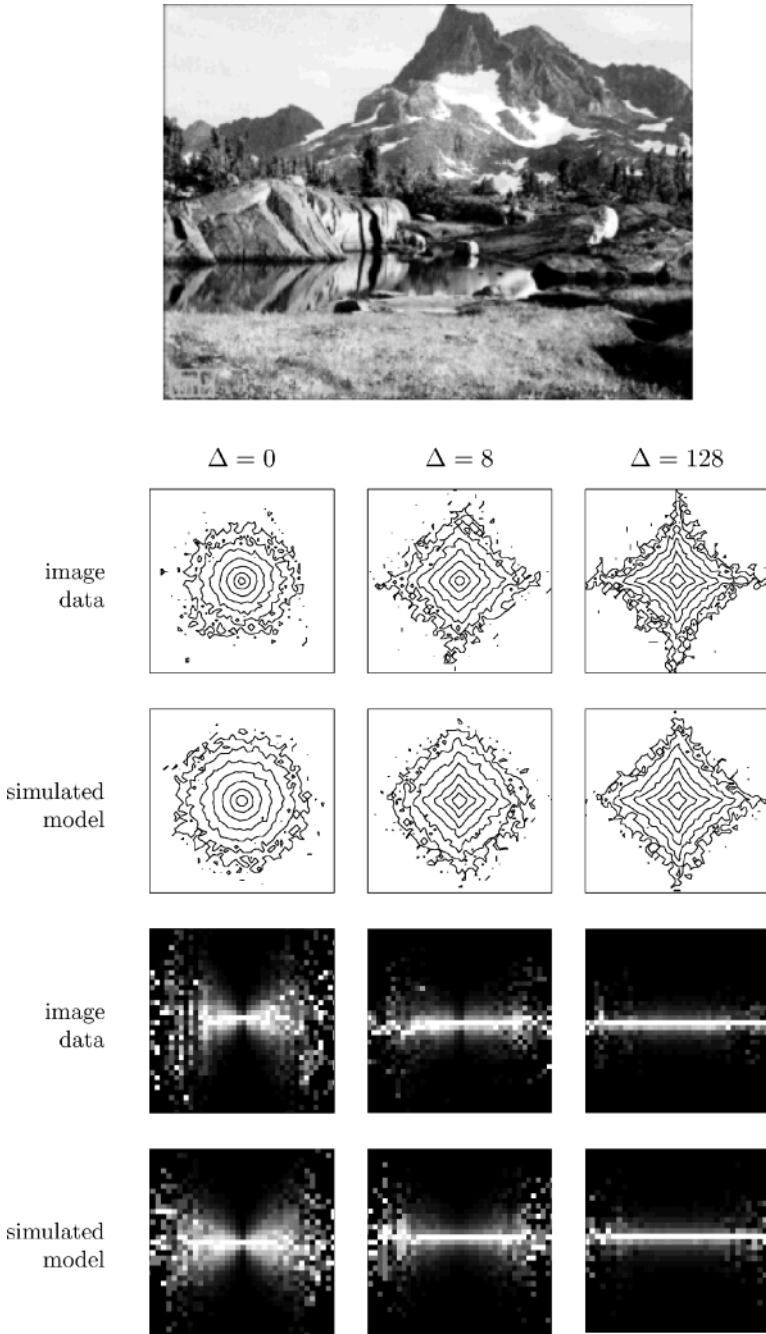 Δ = 0
Δ = 8
Δ = 128
image
data
simulated
model
image
data
simulated
model